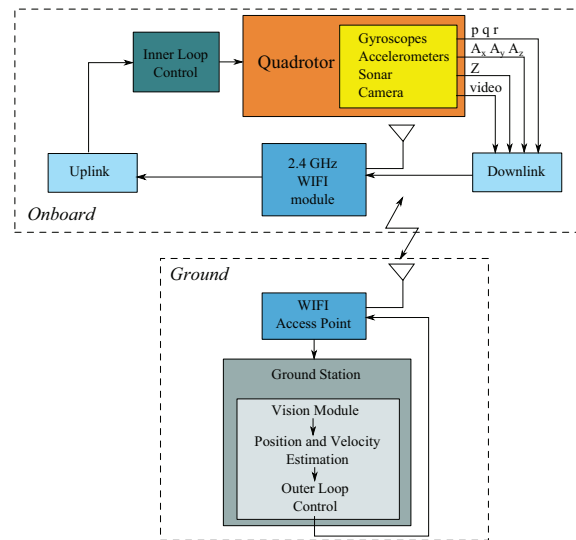 Inner Loop
Control
Quadrotor
Gyroscopes
Accelerometers
Sonar
Camera
p q r
Ax Ay Az
Z
video
Uplink
2.4 GHz
WIFI
module
Downlink
Onboard
Ground
WIFI
Access Point
Ground Station
Vision Module
Position and Velocity
Estimation
Outer Loop
Control